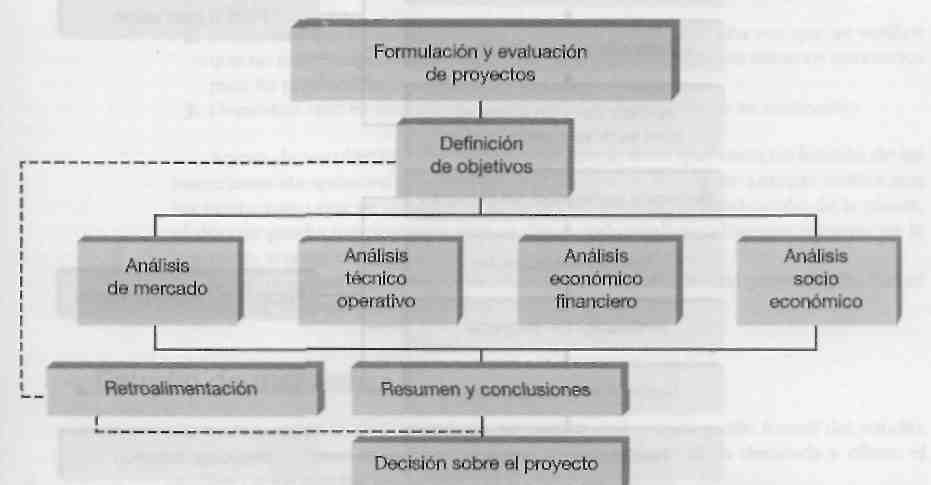 Formulación y evaluación
de proyectos
Definición
de objetivos
Análisis
de mercado
Análisis
técnico
operativo
Análisis
económico
financiero
Análisis
socio
económico
Retroalimentación
Resumen y conclusiones
Decisión sobre el proyecto